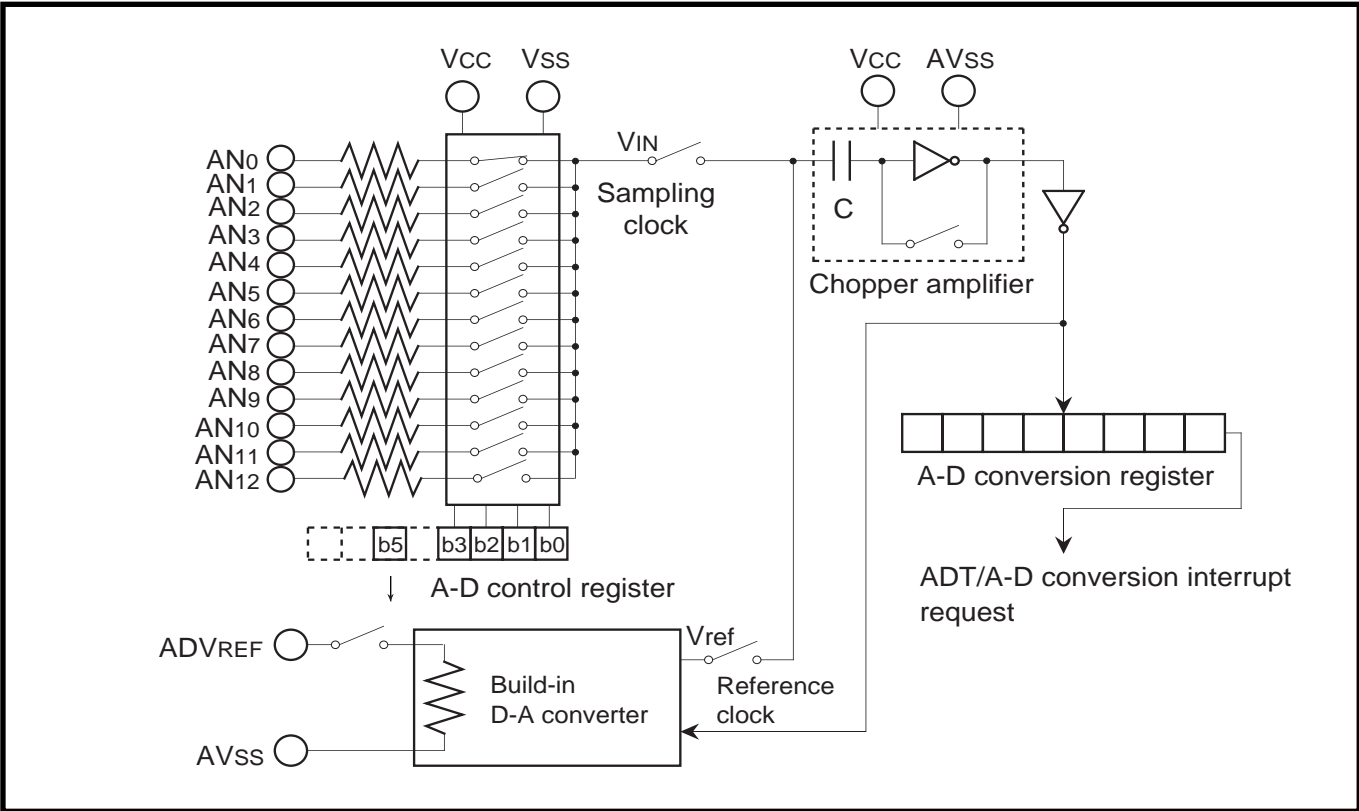 VCC VSS
VCC AVSS
AN0
AN1
AN2
AN3
AN4
AN5
AN6
AN7
AN8
AN9
AN10
AN11
AN12
VIN
Sampling
clock
C
Chopper amplifier
A-D conversion register
ADT/A-D conversion interrupt
request
b5 b3 b2 b1 b0
A-D control register
ADVREF
AVSS
Build-in
D-A converter
Vref
Reference
clock